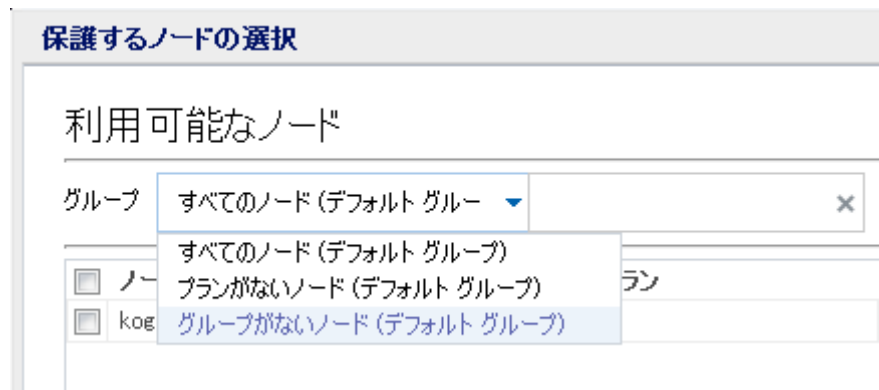 保護するノードの選択
利用可能なノード
グループ すべてのノード (デフォルト グルー
すべてのノード (デフォルト グループ)
プランがないノード (デフォルト グループ)
グループがないノード (デフォルト グループ)
ノー ラン
kog